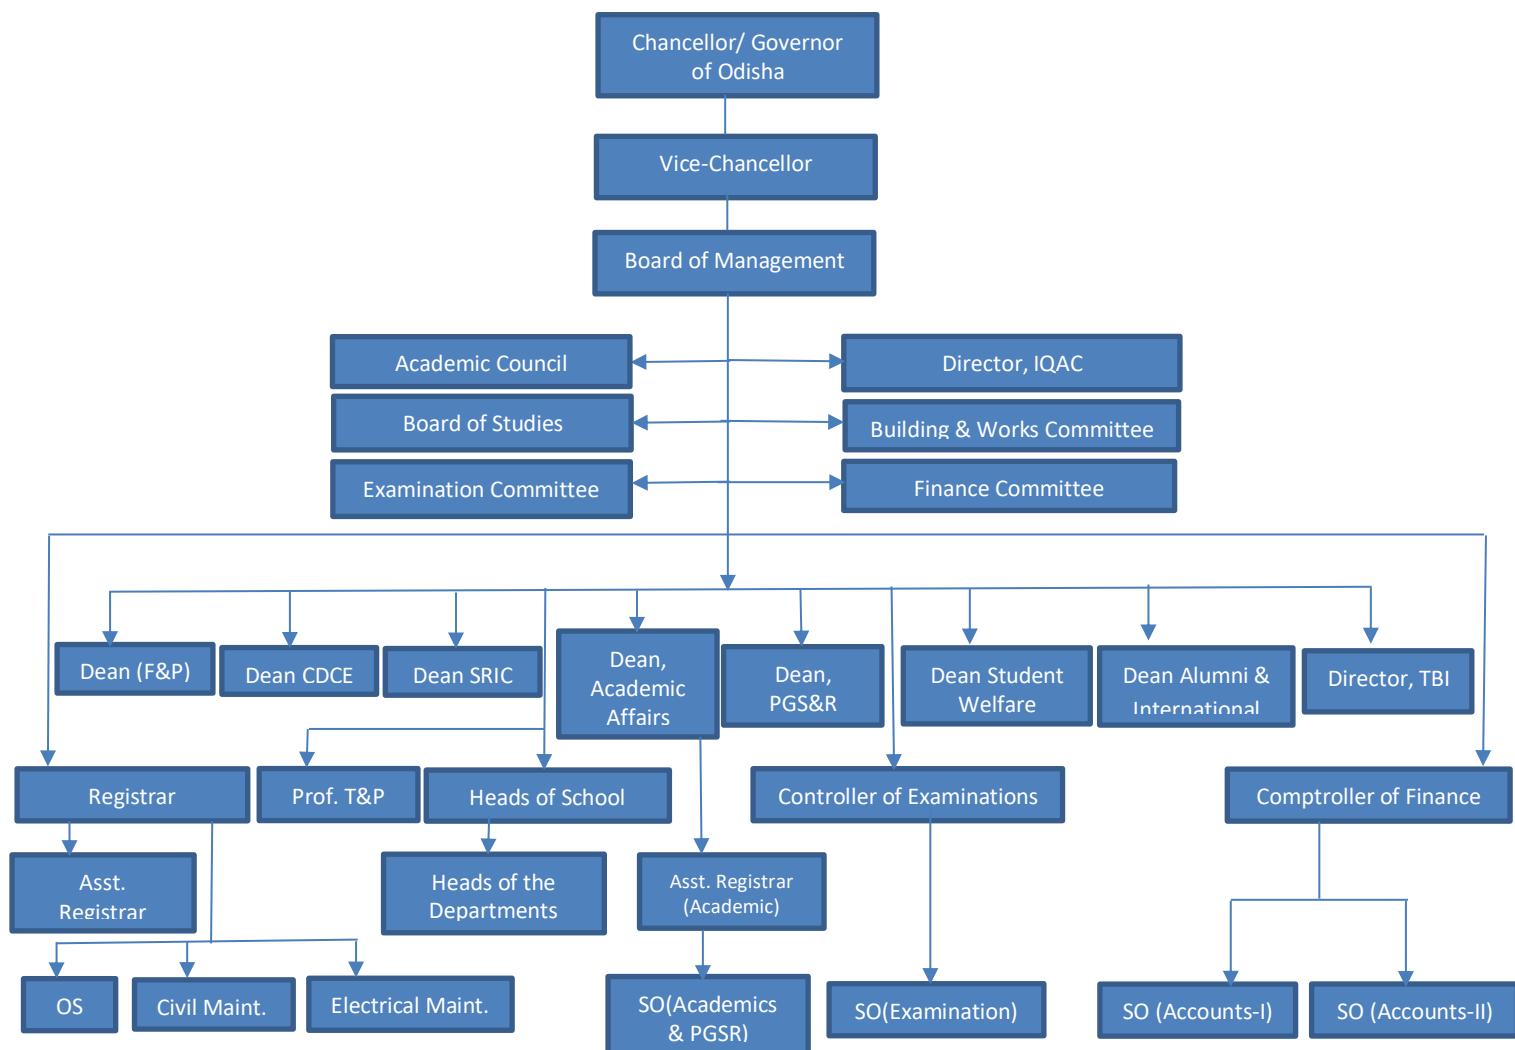 Chancellor/ Governor
of Odisha
Vice-Chancellor
Board of Management
Academic Council
Director, IQAC
Board of Studies
Building & Works Committee
Examination Committee
Finance Committee
Dean (F&P)
Dean CDCE
Dean SRIC
Dean,
Academic
Affairs
Dean,
PGS&R
Dean Student
Welfare
Dean Alumni &
International
Director, TBI
Registrar
Prof. T&P
Heads of School
Controller of Examinations
Comptroller of Finance
Asst.
Registrar
Heads of the
Departments
Asst. Registrar
(Academic)
OS
Civil Maint.
Electrical Maint.
SO(Academics
& PGSR)
SO(Examination)
SO (Accounts-I)
SO (Accounts-II)